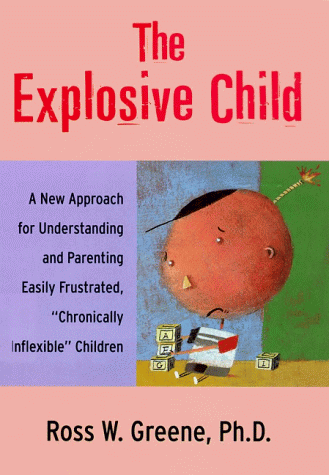 The
Explosive Child
A New Approach
for Understanding
and Parenting
Easily Frustrated,
"Chronically
Inflexible" Children
A
B
E
G
Ross W. Greene, Ph.D.